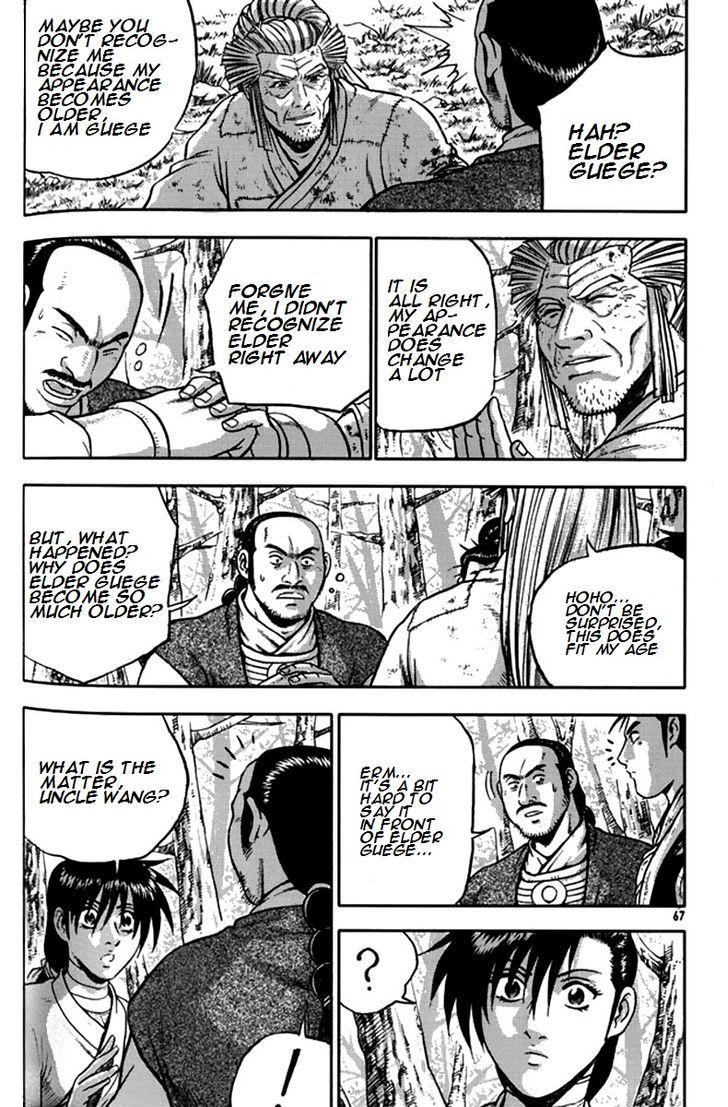 MAYBE YOU
DON'T RECOG-
NIZE ME
BECAUSE MY
APPEARANCE
BECOMES
OLDER,
I AM GUEGE
HAH?
ELDER
GUEGE?
FORGIVE
ME, I DIDN'T
RECOGNIZE
ELDER
RIGHT AWAY
IT IS
ALL RIGHT,
MY AP-
PEARANCE
DOES
CHANGE
A LOT
BUT, WHAT
HAPPENED?
WHY DOES
ELDER GUEGE
BECOME SO
MUCH OLDER?
HOHO...
DON'T BE
SURPRISED,
THIS DOES
FIT MY AGE
WHAT IS THE
MATTER,
UNCLE WANG?
!
ERM...
IT'S A BIT
HARD TO
SAY IT
IN FRONT
OF ELDER
GUEGE...
67
?